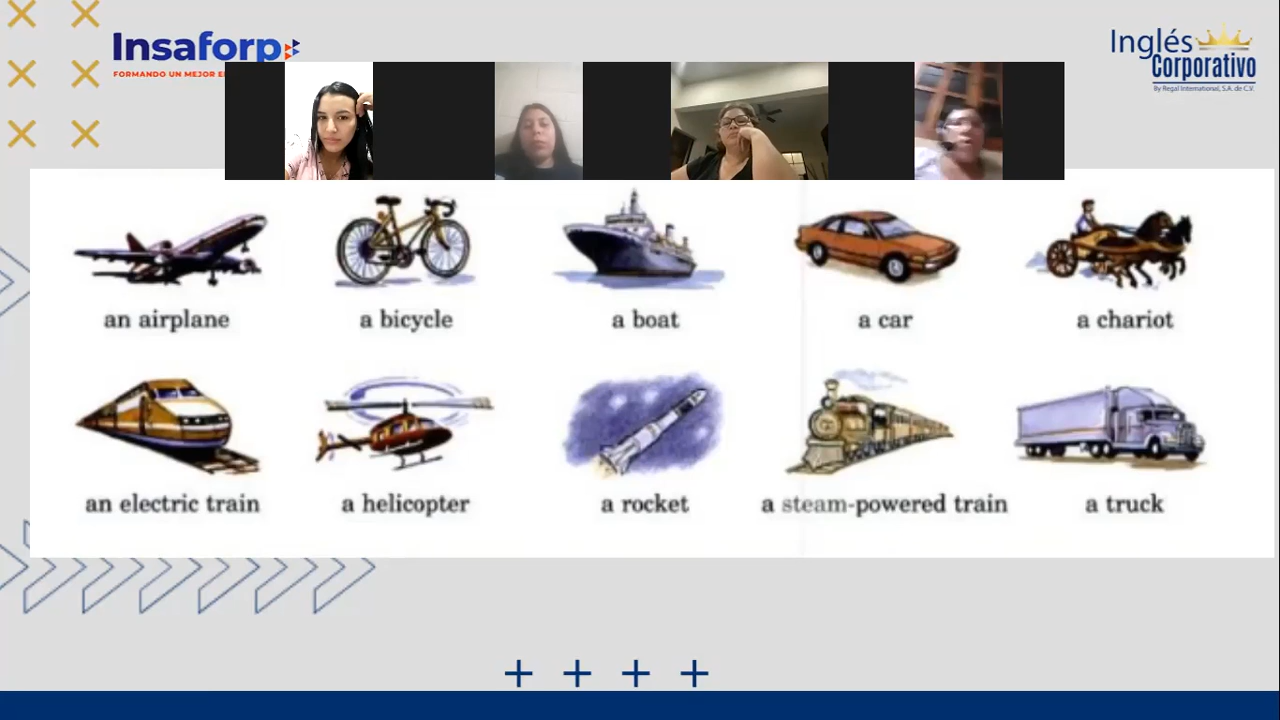 Insaforp
FORMANDO UN MEJOR
Inglés
Corporativo
By Regal International, S.A. de C.V.
an airplane
a bicycle
a boat
a car
a chariot
an electric train
a helicopter
a rocket
a steam-powered train
a truck